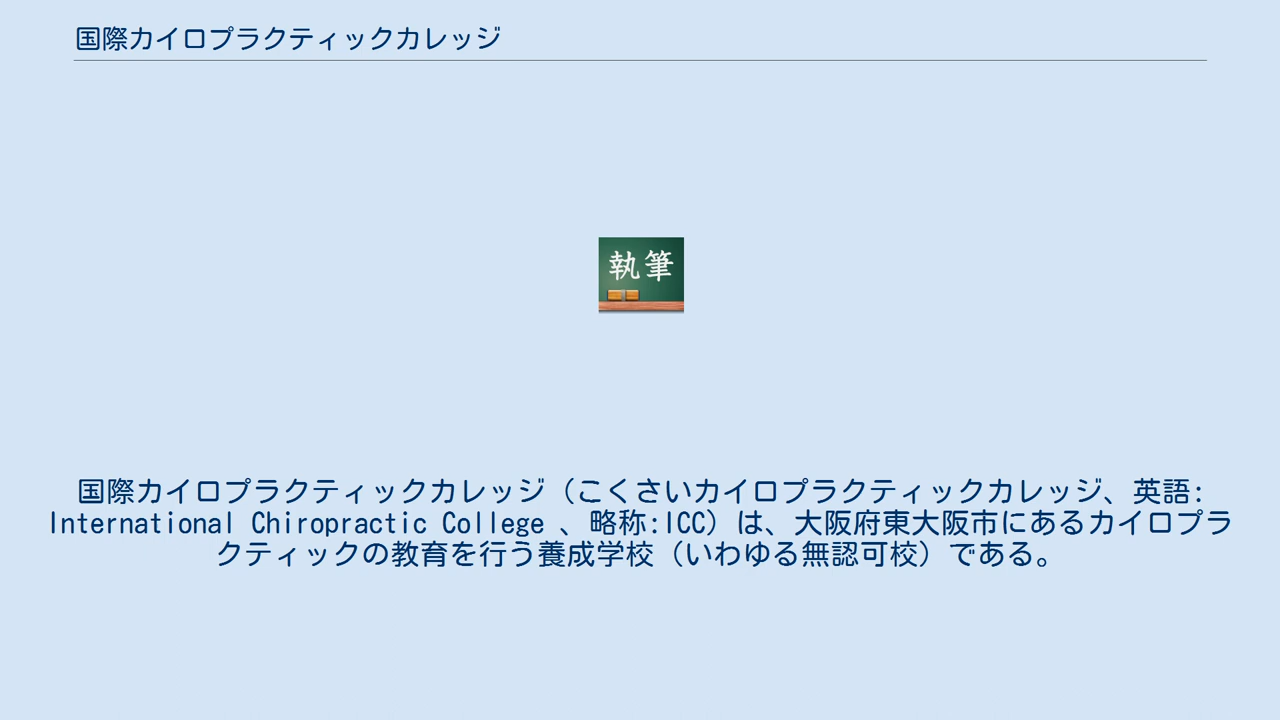 国際カイロプラクティックカレッジ
執筆
国際カイロプラクティックカレッジ（こくさいカイロプラクティックカレッジ、英語:
International Chiropractic College 、略称:ICC）は、大阪府東大阪市にあるカイロプラ
クティックの教育を行う養成学校（いわゆる無認可校）である。